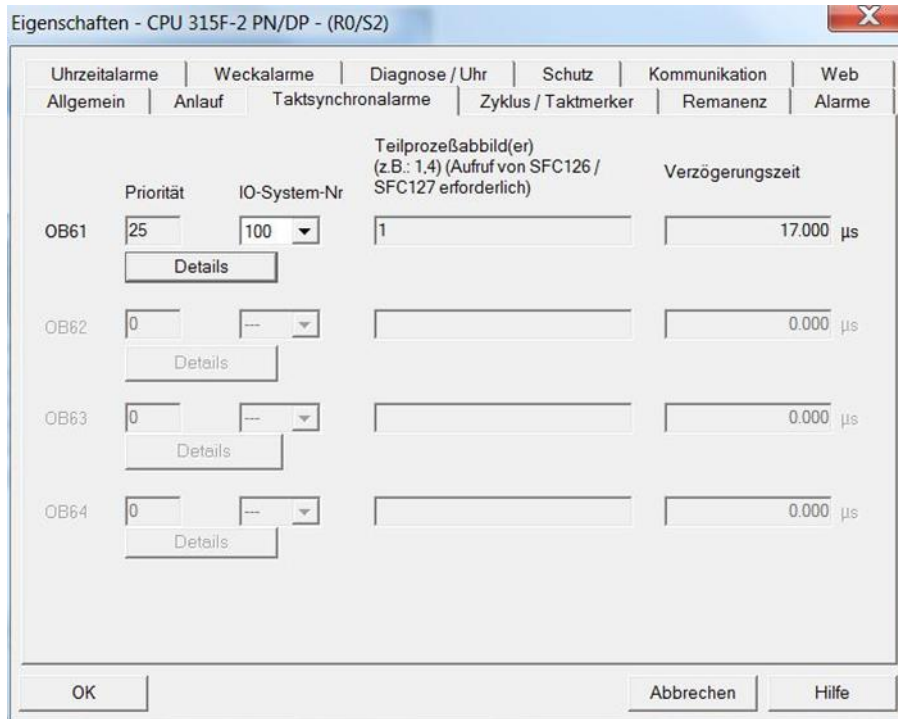 Eigenschaften - CPU 315F-2 PN/DP - (R0/S2)
X
Uhrzeitalarme
Weckalarme
Diagnose / Uhr
Schutz
Kommunikation
Web
Allgemein
Anlauf
Taktsynchronalarme
Zyklus / Taktmerker
Remanenz
Alarme
Priorität
IO-System-Nr
Teilprozeßabbild(er)
(z.B.: 1,4) (Aufruf von SFC126 /
SFC127 erforderlich)
Verzögerungszeit
OB61 25 100 1 17.000 µs
Details
OB62 0 --- 0.000 µs
Details
OB63 0 --- 0.000 µs
Details
OB64 0 --- 0.000 µs
Details
OK
Abbrechen
Hilfe